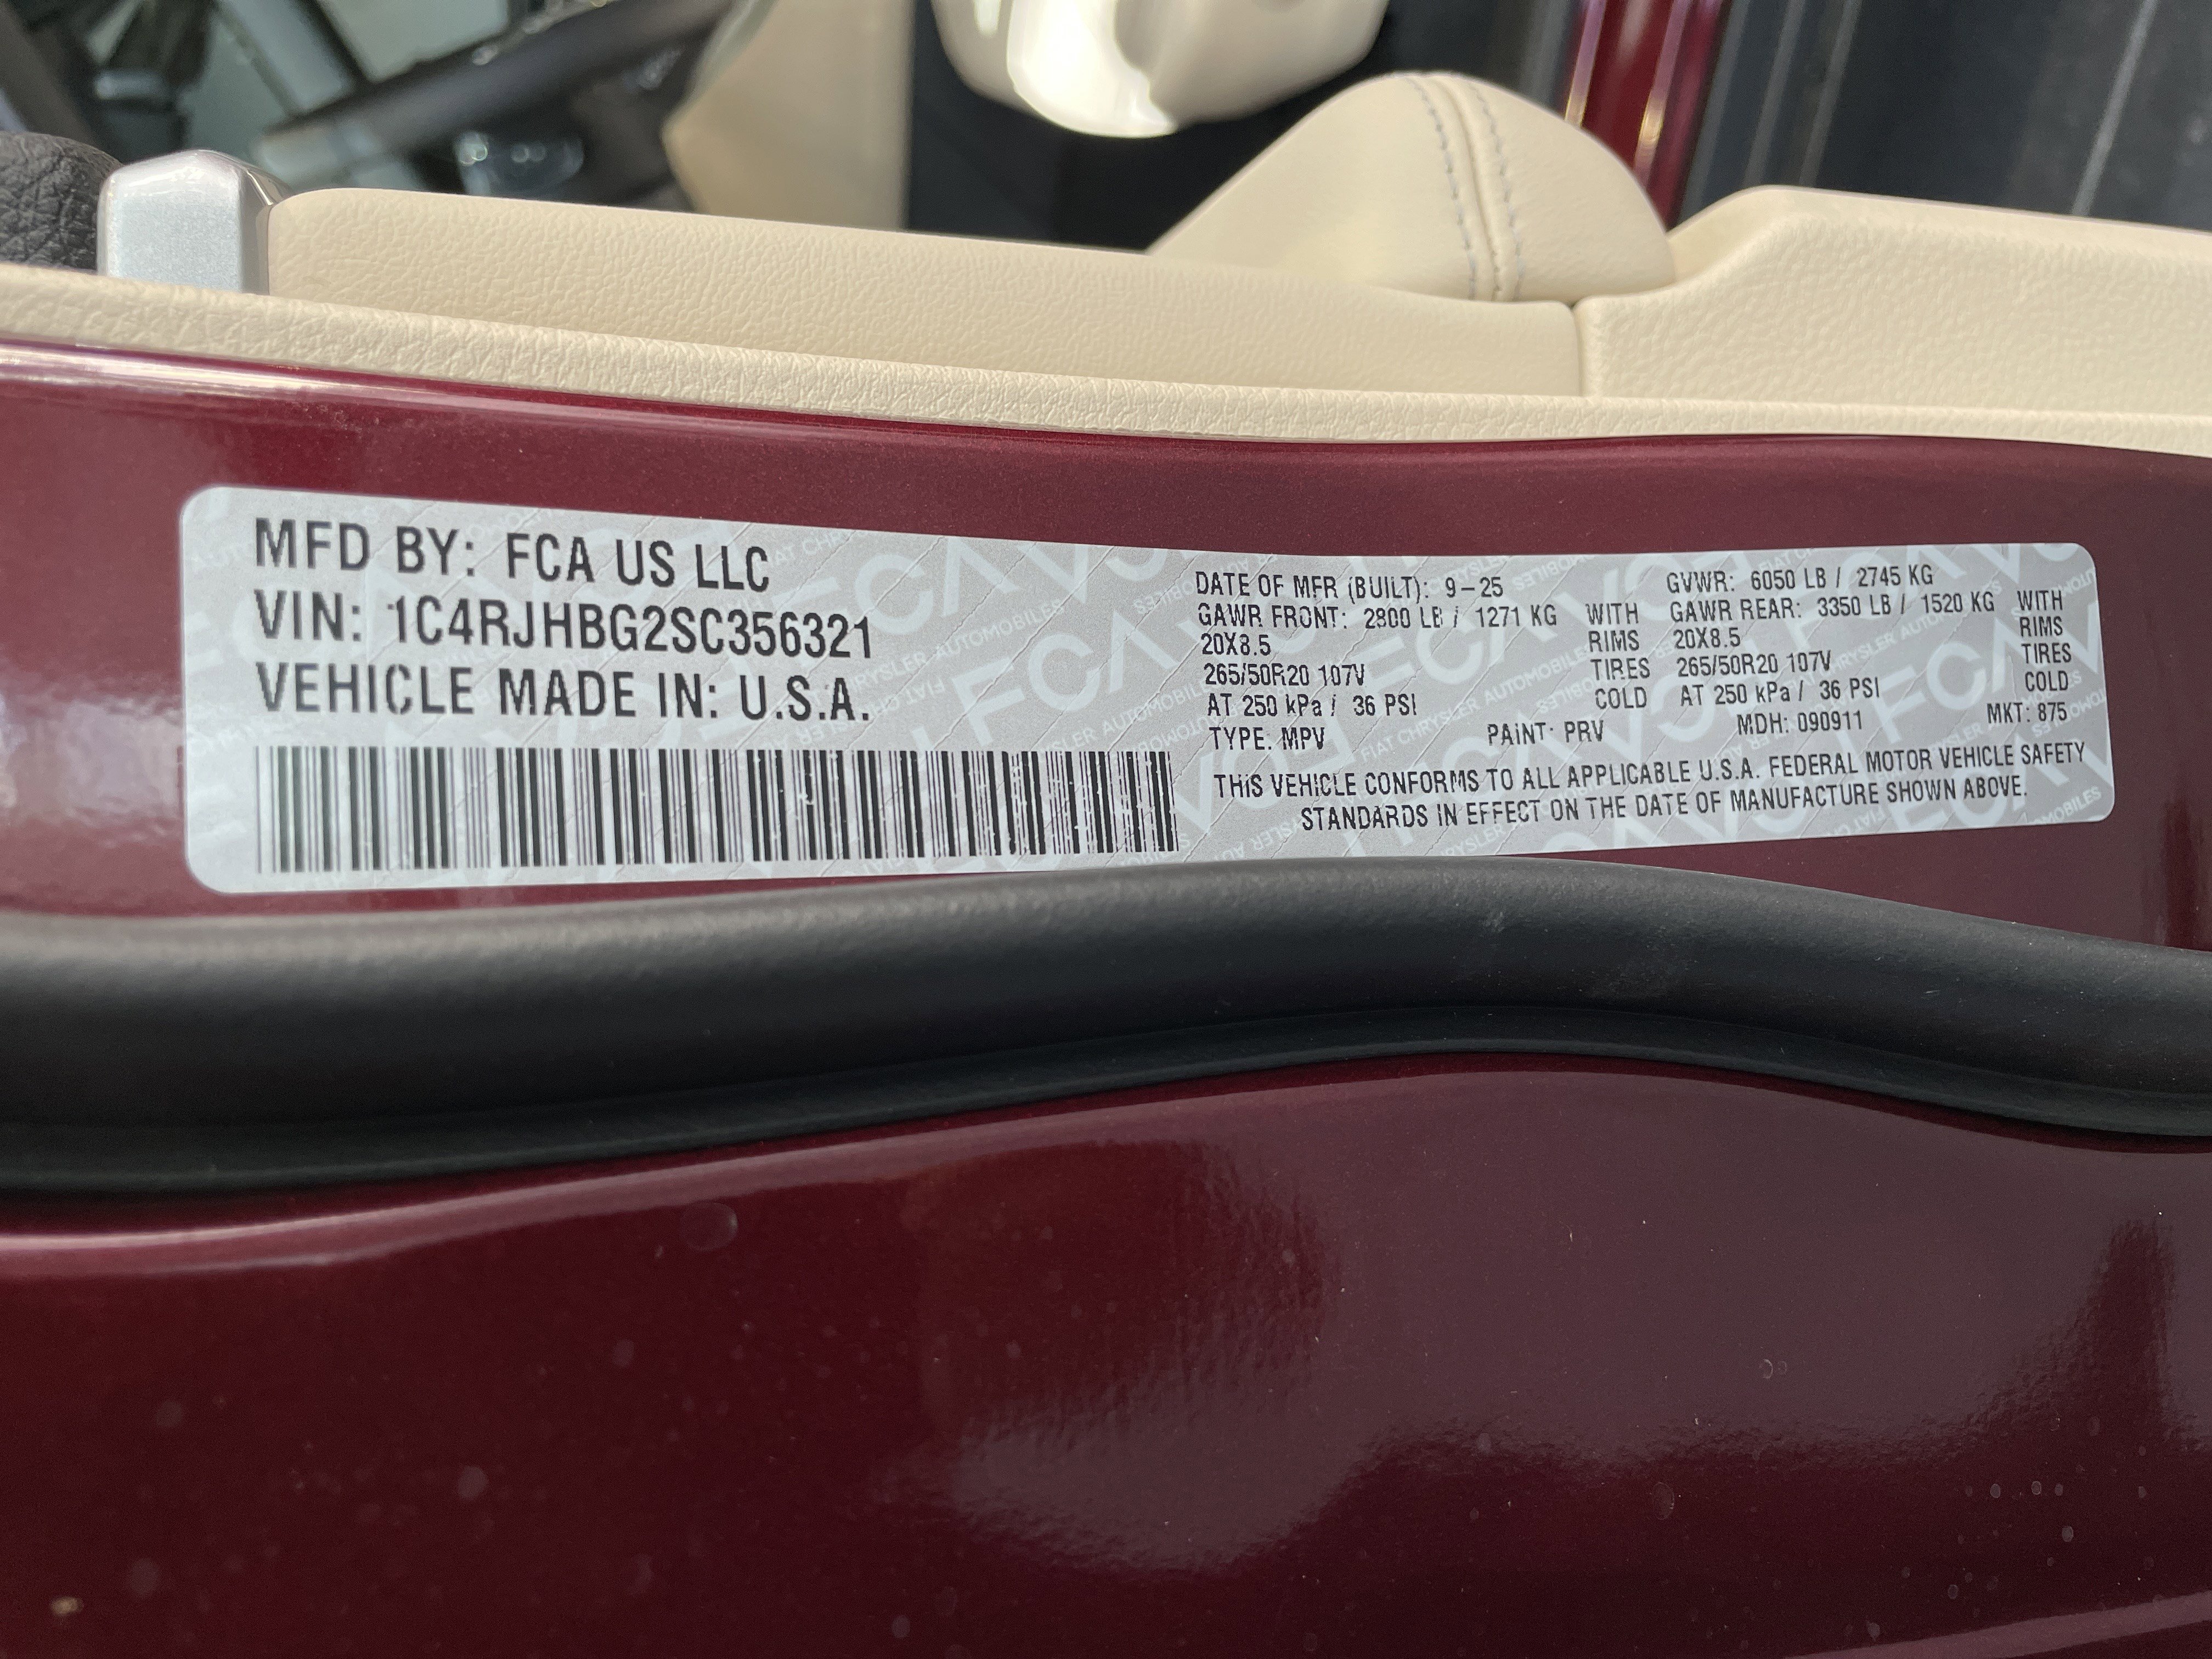 MFD BY: FCA US LLC
VIN: 1C4RJHBG2SC356321
VEHICLE MADE IN: U.S.A.
DATE OF MFR (BUILT): 9-25 GVWR: 6050 LB / 2745 KG
GAWR FRONT: 2800 LB / 1271 KG WITH GAWR REAR: 3350 LB / 1520 KG WITH
20X8.5 RIMS 20X8.5 RIMS
265/50R20 107V TIRES 265/50R20 107V TIRES
AT 250 kPa / 36 PSI COLD AT 250 kPa / 36 PSI COLD
TYPE: MPV PAINT: PRV MDH: 090911 MKT: 875
THIS VEHICLE CONFORMS TO ALL APPLICABLE U.S.A. FEDERAL MOTOR VEHICLE SAFETY
STANDARDS IN EFFECT ON THE DATE OF MANUFACTURE SHOWN ABOVE.